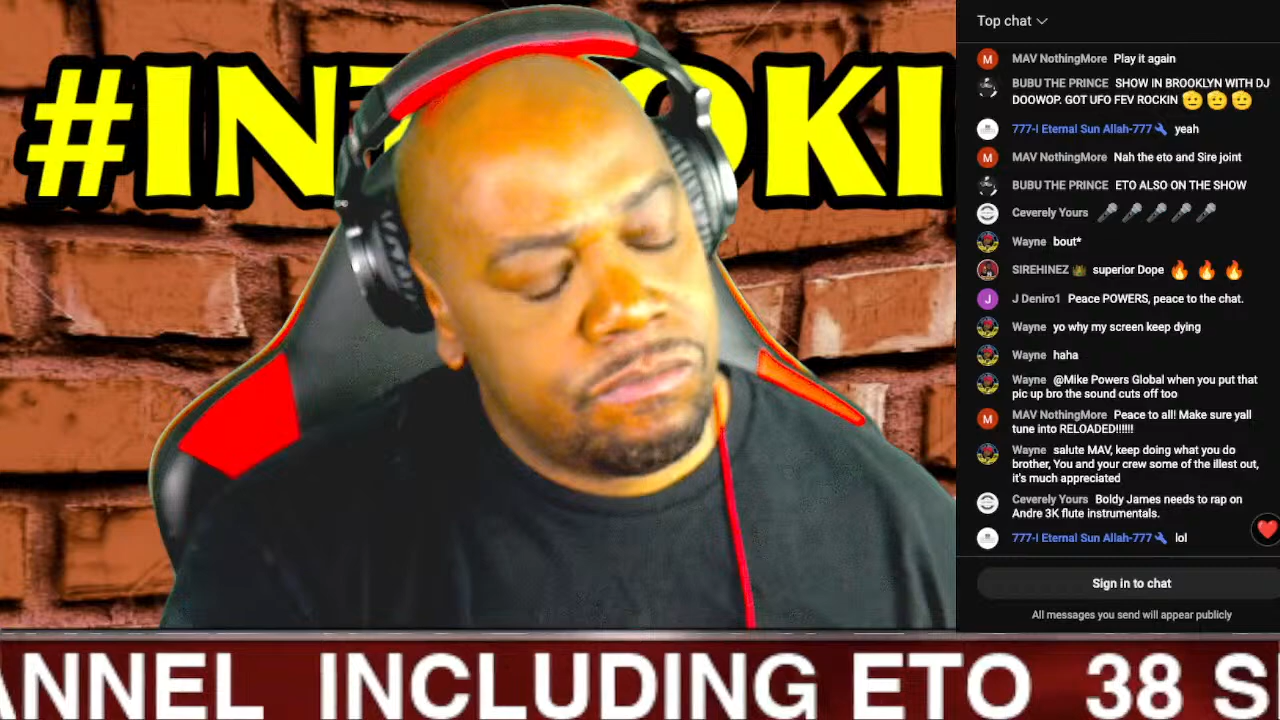 #INT OKI
Top chat
M MAV NothingMore Play it again
BUBU THE PRINCE SHOW IN BROOKLYN WITH DJ
DOOWOP. GOT UFO FEV ROCKIN 🫡🫡🫡
777-I Eternal Sun Allah-777 yeah
M MAV NothingMore Nah the eto and Sire joint
BUBU THE PRINCE ETO ALSO ON THE SHOW
Ceverely Yours 🎤🎤🎤🎤🎤
Wayne bout*
SIREHINEZ superior Dope 🔥🔥🔥
J J Deniro1 Peace POWERS, peace to the chat.
Wayne yo why my screen keep dying
Wayne haha
Wayne @Mike Powers Global when you put that
pic up bro the sound cuts off too
M MAV NothingMore Peace to all! Make sure yall
tune into RELOADED!!!!!!
Wayne salute MAV, keep doing what you do
brother, You and your crew some of the illest out,
it's much appreciated
Ceverely Yours Boldy James needs to rap on
Andre 3K flute instrumentals.
777-I Eternal Sun Allah-777 lol
Sign in to chat
All messages you send will appear publicly
ANNEL INCLUDING ETO 38 S